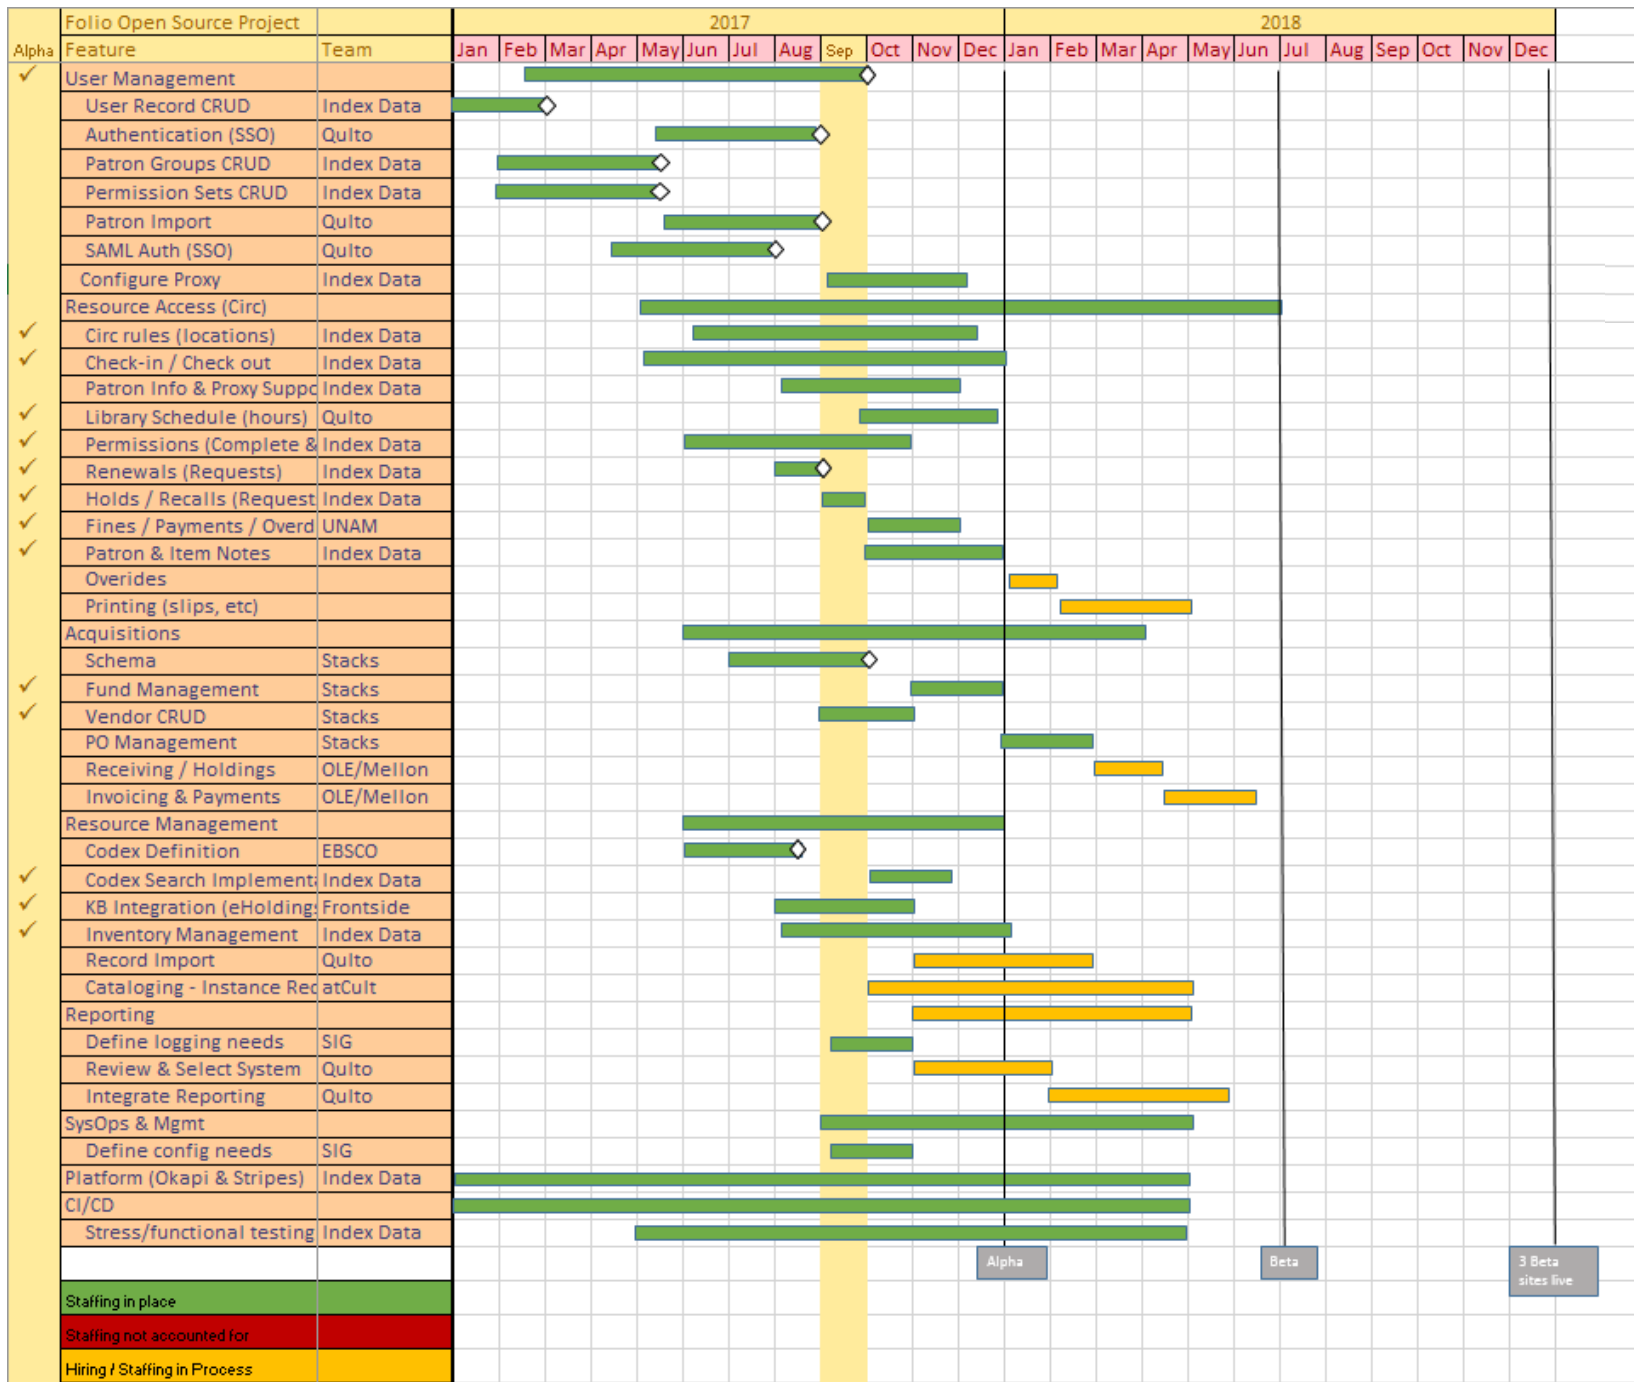 Folio Open Source Project 2017 2018
Alpha Feature Team Jan Feb Mar Apr May Jun Jul Aug Sep Oct Nov Dec Jan Feb Mar Apr May Jun Jul Aug Sep Oct Nov Dec
✓ User Management
User Record CRUD Index Data
Authentication (SSO) Qulto
Patron Groups CRUD Index Data
Permission Sets CRUD Index Data
Patron Import Qulto
SAML Auth (SSO) Qulto
Configure Proxy Index Data
Resource Access (Circ)
✓ Circ rules (locations) Index Data
✓ Check-in / Check out Index Data
Patron Info & Proxy Suppo Index Data
✓ Library Schedule (hours) Qulto
✓ Permissions (Complete & Index Data
✓ Renewals (Requests) Index Data
✓ Holds / Recalls (Request Index Data
✓ Fines / Payments / Overd UNAM
✓ Patron & Item Notes Index Data
Overides
Printing (slips, etc)
Acquisitions
Schema Stacks
✓ Fund Management Stacks
✓ Vendor CRUD Stacks
PO Management Stacks
Receiving / Holdings OLE/Mellon
Invoicing & Payments OLE/Mellon
Resource Management
Codex Definition EBSCO
✓ Codex Search Implementa Index Data
✓ KB Integration (eHoldings Frontside
✓ Inventory Management Index Data
Record Import Qulto
Cataloging - Instance Rec atCult
Reporting
Define logging needs SIG
Review & Select System Qulto
Integrate Reporting Qulto
SysOps & Mgmt
Define config needs SIG
Platform (Okapi & Stripes) Index Data
CI/CD
Stress/functional testing Index Data
Alpha Beta 3 Beta
sites live
Staffing in place
Staffing not accounted for
Hiring / Staffing in Process